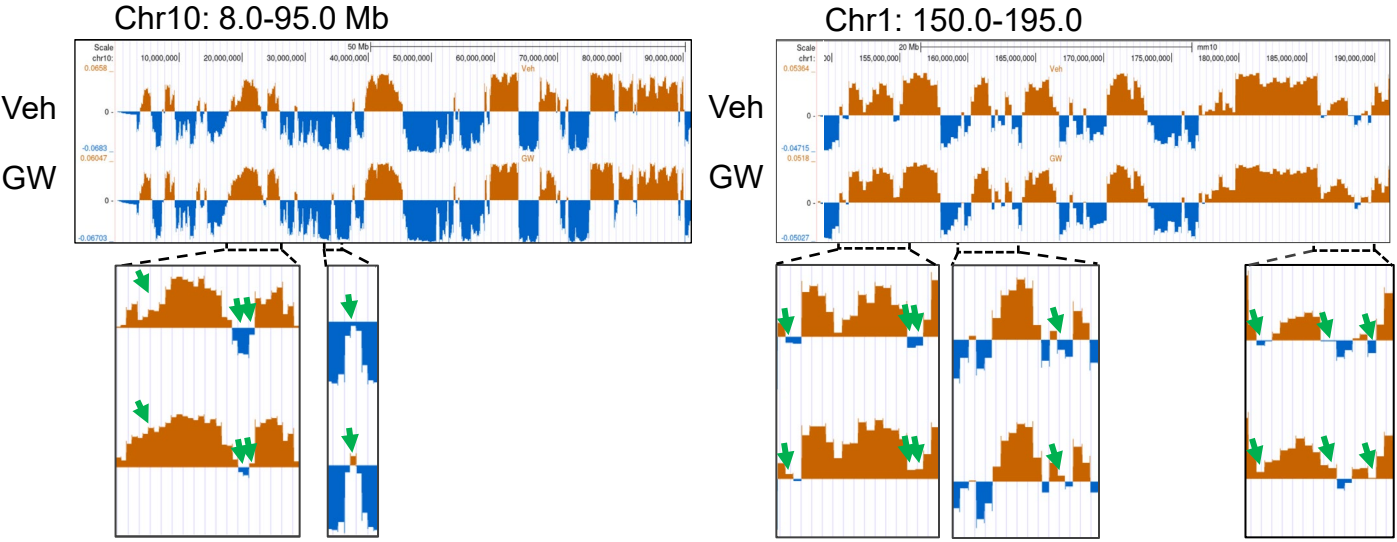 Chr10: 8.0-95.0 Mb
Scale
50 Mb
chr10:
10,000,000
20,000,000
30,000,000
40,000,000
50,000,000
60,000,000
70,000,000
80,000,000
90,000,000
0.0658
Veh
Veh
0
-0.0683
0.06047
GW
GW
0
-0.06703
Chr1: 150.0-195.0
Scale
20 Mb
mm10
chr1:
155,000,000
160,000,000
165,000,000
170,000,000
175,000,000
180,000,000
185,000,000
190,000,000
0.05364
Veh
Veh
0
-0.04715
0.0518
GW
GW
0
-0.05027